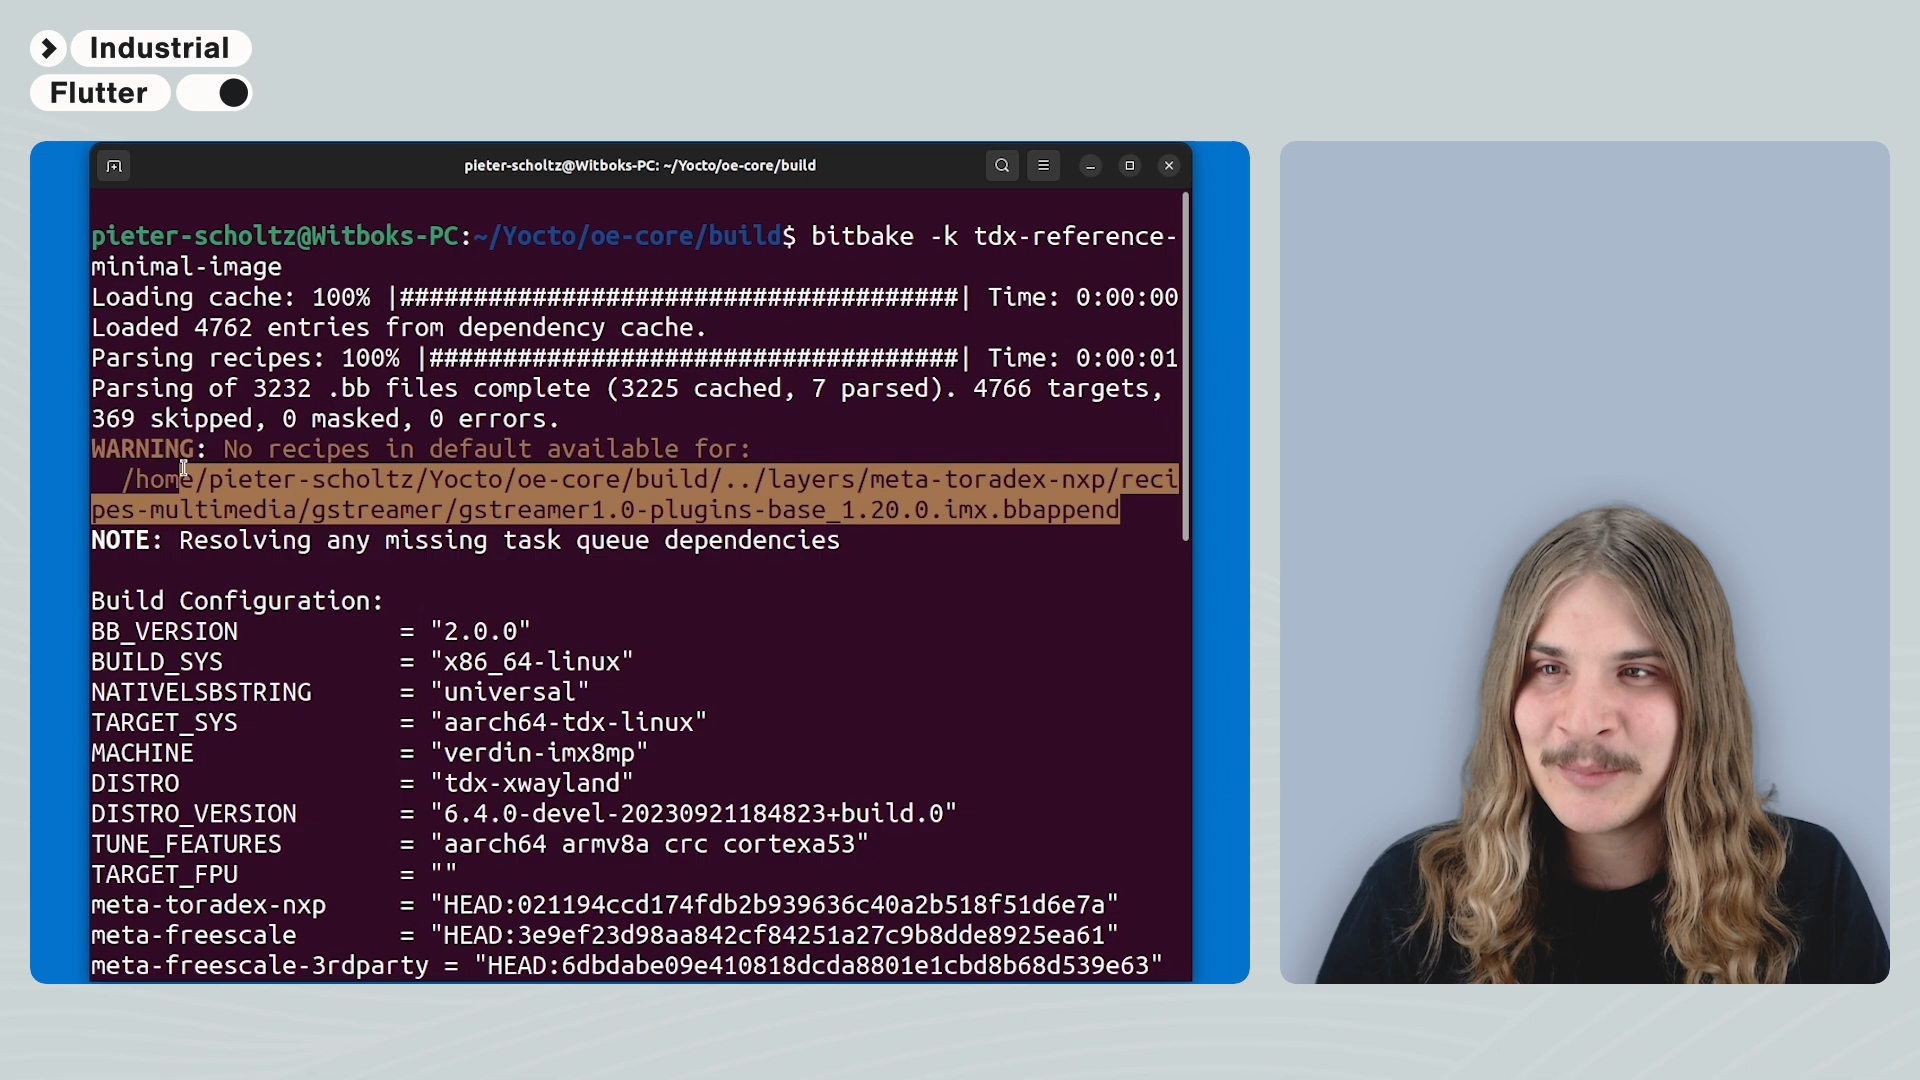 Industrial
Flutter
pieter-scholtz@Witboks-PC: ~/Yocto/oe-core/build
pieter-scholtz@Witboks-PC:~/Yocto/oe-core/build$ bitbake -k tdx-reference-
minimal-image
Loading cache: 100% |######################################| Time: 0:00:00
Loaded 4762 entries from dependency cache.
Parsing recipes: 100% |####################################| Time: 0:00:01
Parsing of 3232 .bb files complete (3225 cached, 7 parsed). 4766 targets,
369 skipped, 0 masked, 0 errors.
WARNING: No recipes in default available for:
/home/pieter-scholtz/Yocto/oe-core/build/../layers/meta-toradex-nxp/reci
pes-multimedia/gstreamer/gstreamer1.0-plugins-base_1.20.0.imx.bbappend
NOTE: Resolving any missing task queue dependencies
Build Configuration:
BB_VERSION = "2.0.0"
BUILD_SYS = "x86_64-linux"
NATIVELSBSTRING = "universal"
TARGET_SYS = "aarch64-tdx-linux"
MACHINE = "verdin-imx8mp"
DISTRO = "tdx-xwayland"
DISTRO_VERSION = "6.4.0-devel-20230921184823+build.0"
TUNE_FEATURES = "aarch64 armv8a crc cortexa53"
TARGET_FPU = ""
meta-toradex-nxp = "HEAD:021194ccd174fdb2b939636c40a2b518f51d6e7a"
meta-freescale = "HEAD:3e9ef23d98aa842cf84251a27c9b8dde8925ea61"
meta-freescale-3rdparty = "HEAD:6dbdabe09e410818dcda8801e1cbd8b68d539e63"